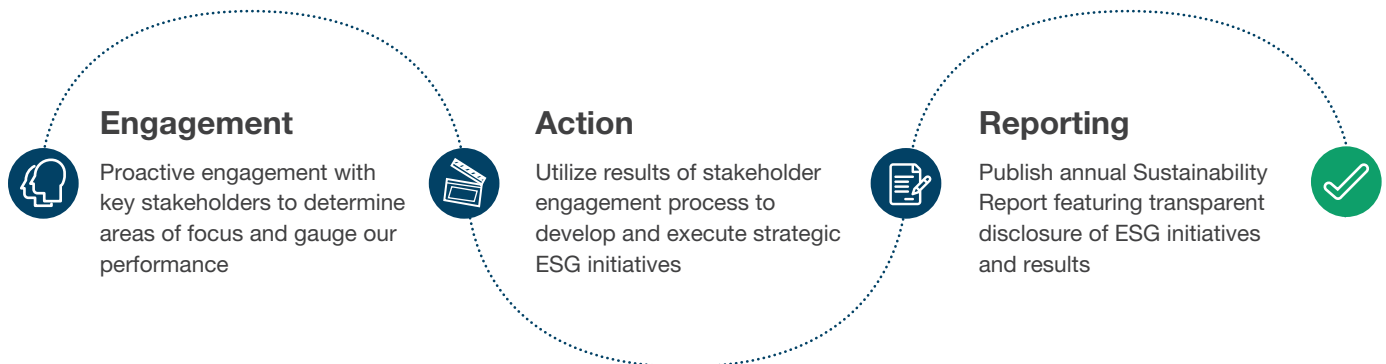 Engagement
Proactive engagement with
key stakeholders to determine
areas of focus and gauge our
performance
Action
Utilize results of stakeholder
engagement process to
develop and execute strategic
ESG initiatives
Reporting
Publish annual Sustainability
Report featuring transparent
disclosure of ESG initiatives
and results